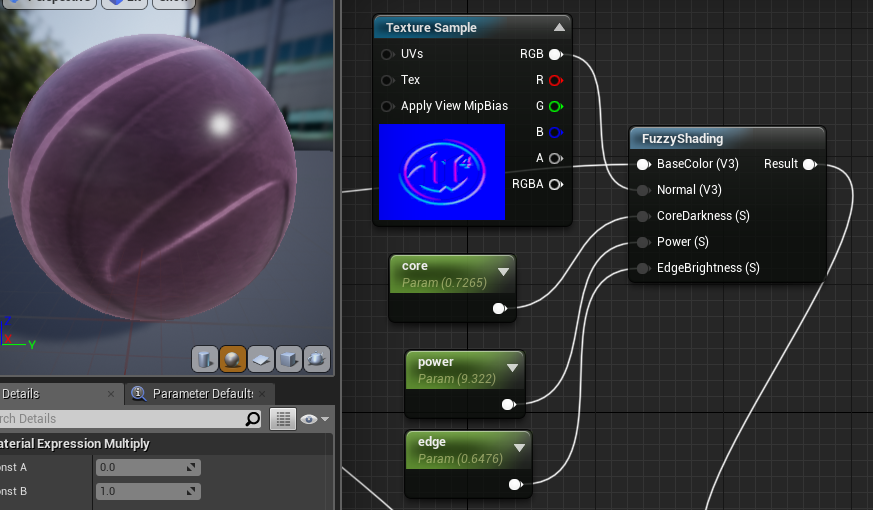 Perspective
Lit
Show
Z
X
Y
Details
Parameter Default:
rch Details
aterial Expression Multiply
onst A
0.0
onst B
1.0
Texture Sample
UVs
RGB
Tex
R
Apply View MipBias
G
B
A
RGBA
FuzzyShading
BaseColor (V3)
Result
Normal (V3)
CoreDarkness (S)
Power (S)
EdgeBrightness (S)
core
Param (0.7265)
power
Param (9.322)
edge
Param (0.6476)